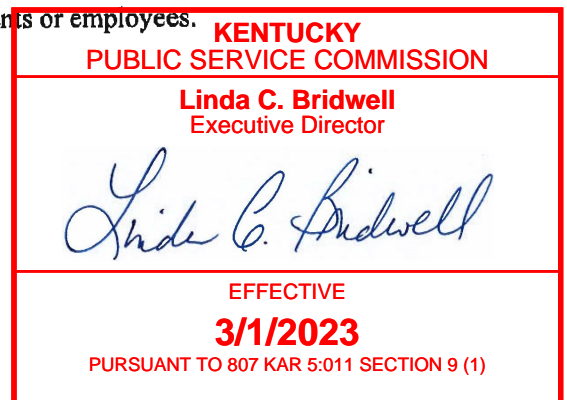 nts or employees.
KENTUCKY
PUBLIC SERVICE COMMISSION
Linda C. Bridwell
Executive Director
Linda C. Bridwell
EFFECTIVE
3/1/2023
PURSUANT TO 807 KAR 5:011 SECTION 9 (1)